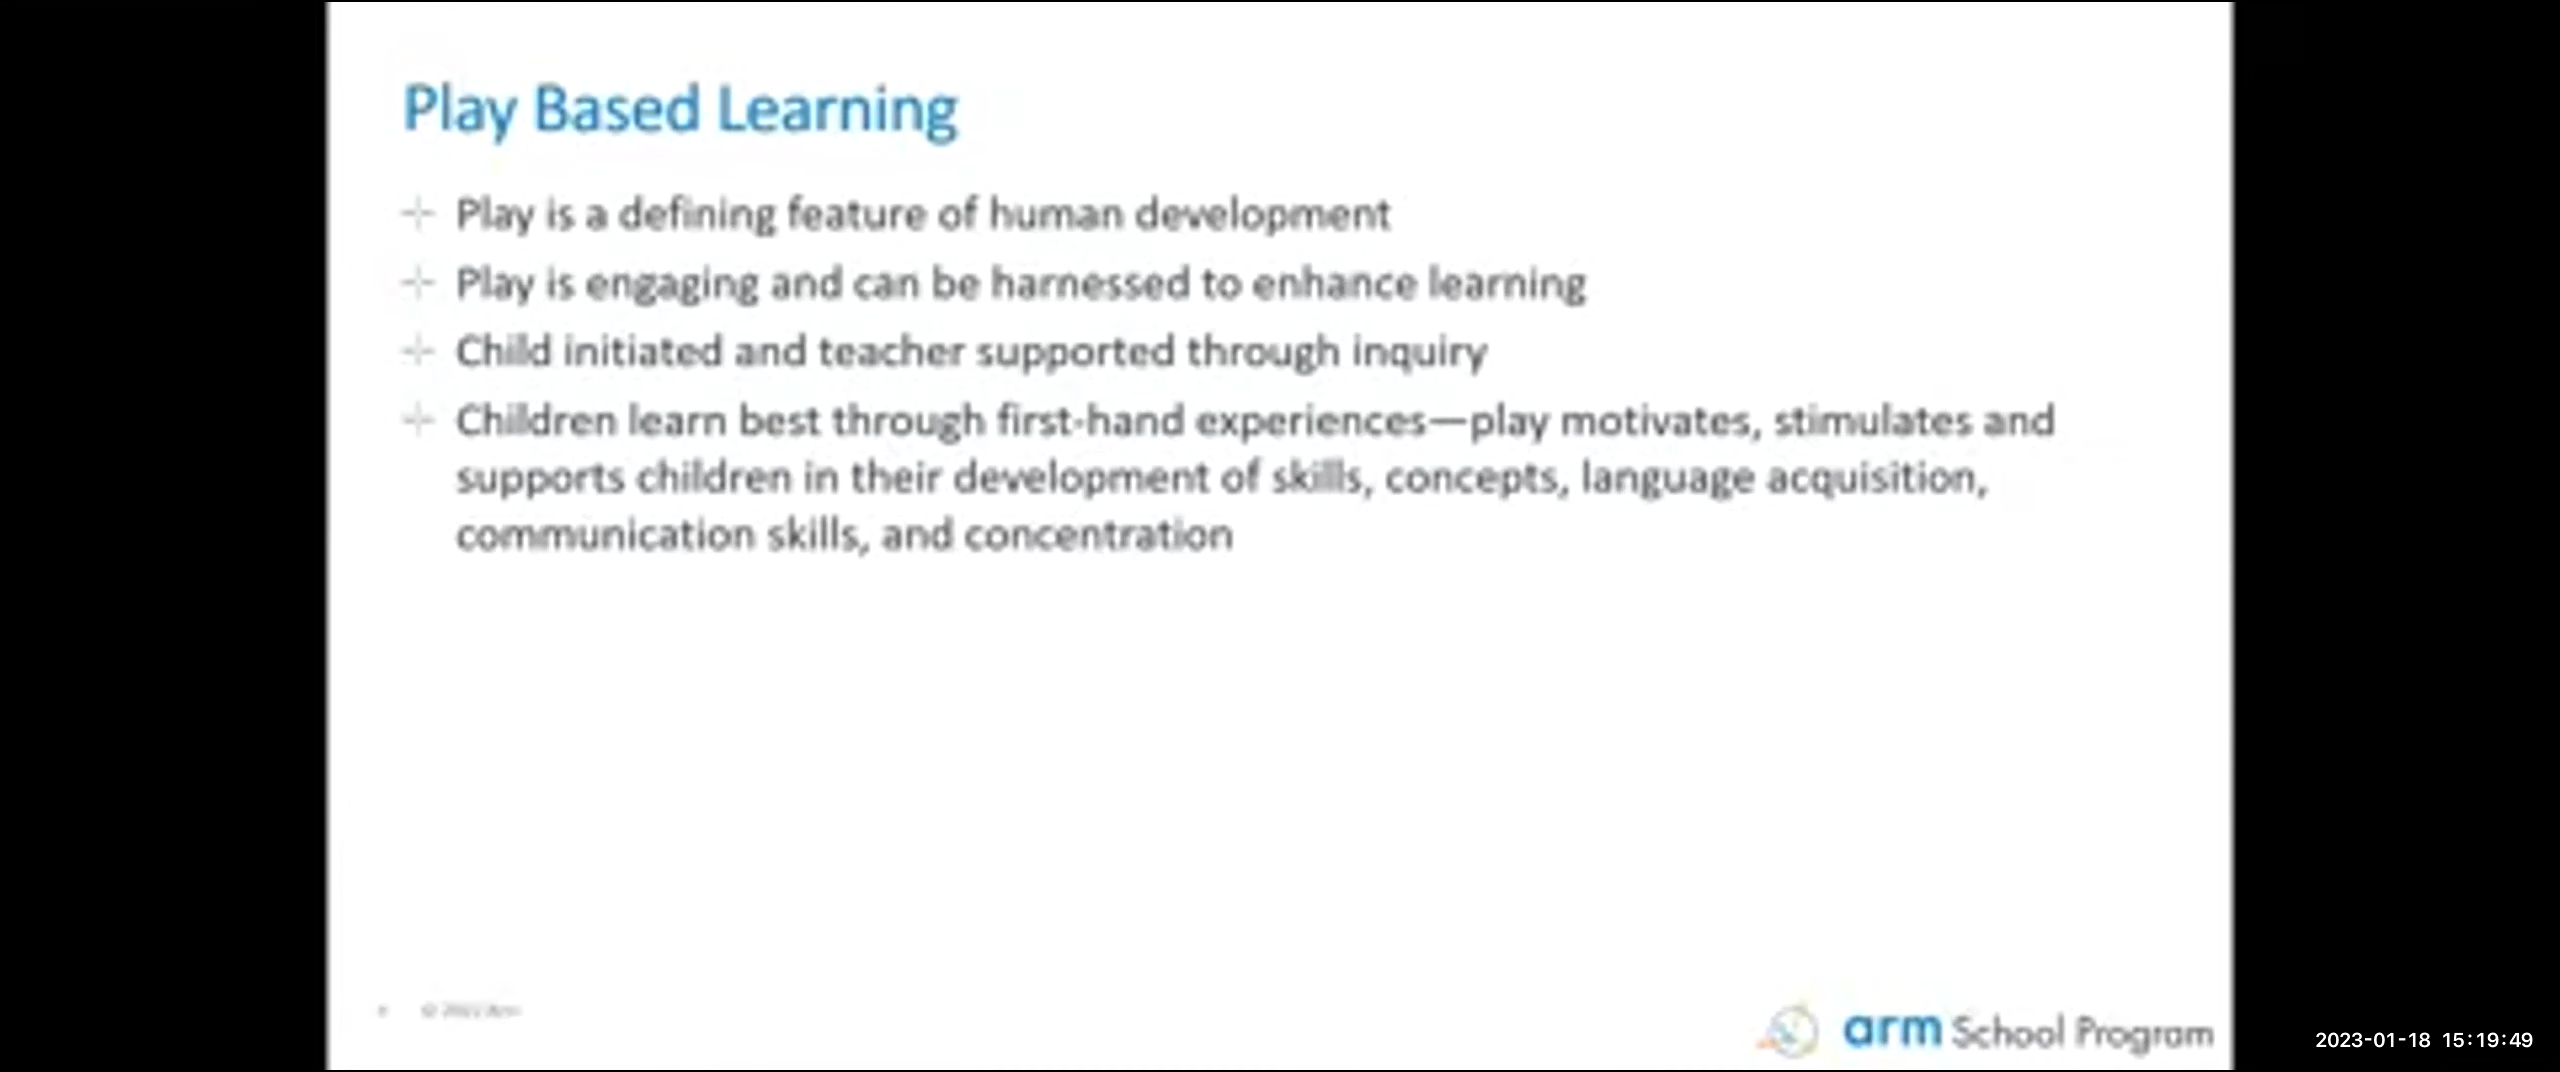 Play Based Learning
Play is a defining feature of human development
Play is engaging and can be harnessed to enhance learning
Child initiated and teacher supported through inquiry
Children learn best through first-hand experiences—play motivates, stimulates and
supports children in their development of skills, concepts, language acquisition,
communication skills, and concentration
arm School Program
2023-01-18 15:19:49